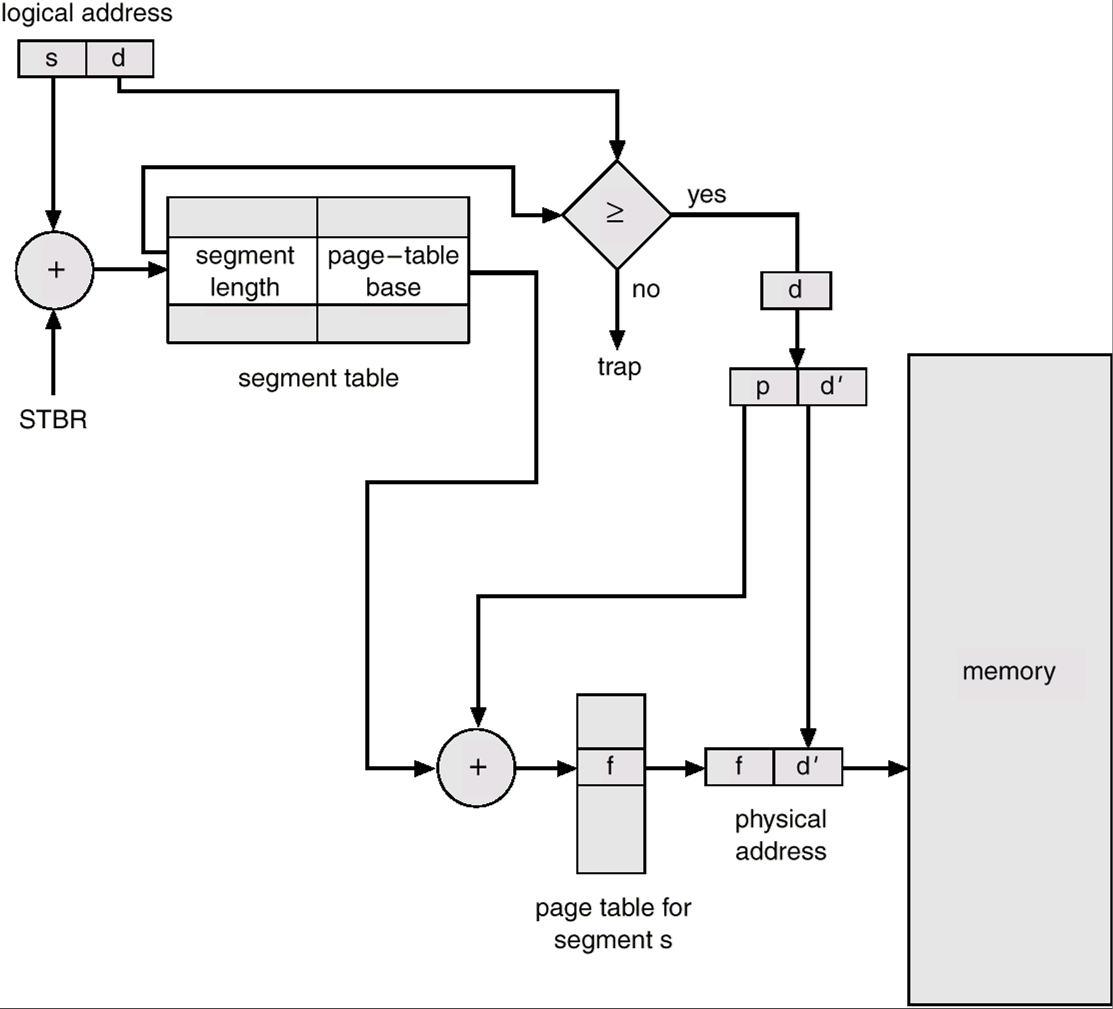 logical address
s d
≥
yes
no
trap
+
segment length
page–table base
segment table
STBR
d
p d′
memory
+
f
f d′
physical
address
page table for
segment s